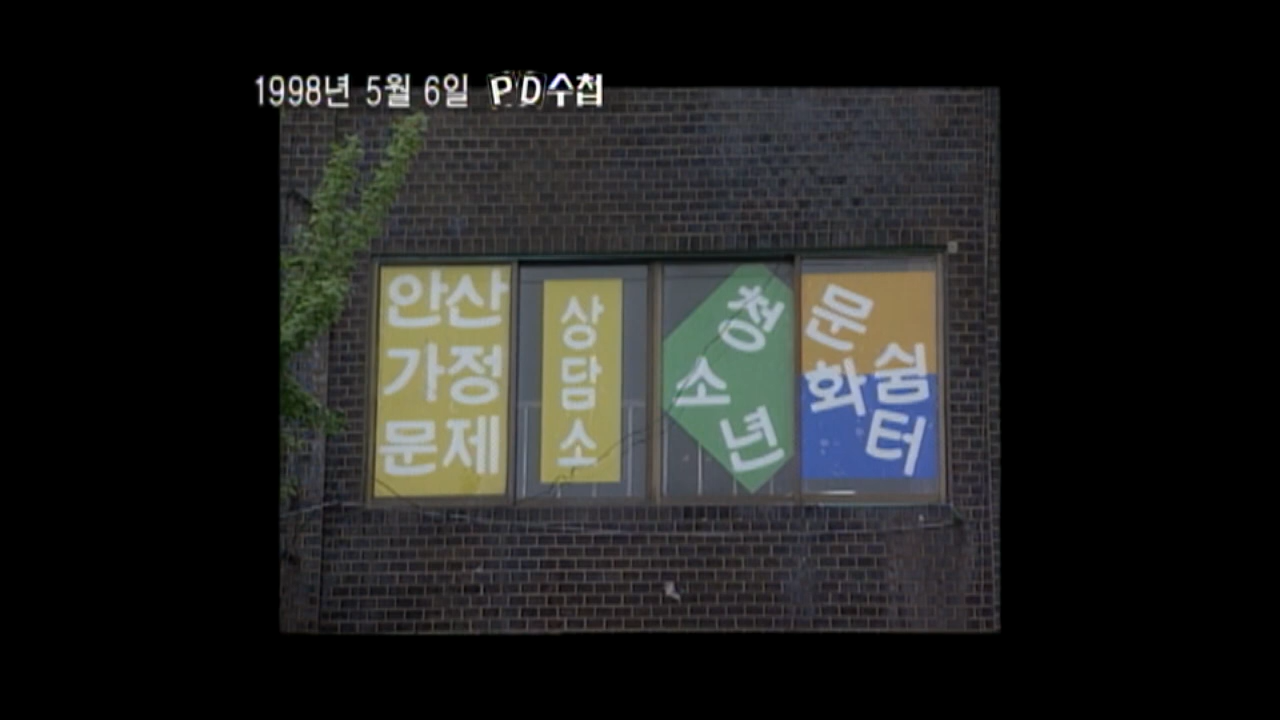 1998년 5월 6일 PD수첩
안산
가정
문제
상
담
소
청
소
년
문
화
쉼
터